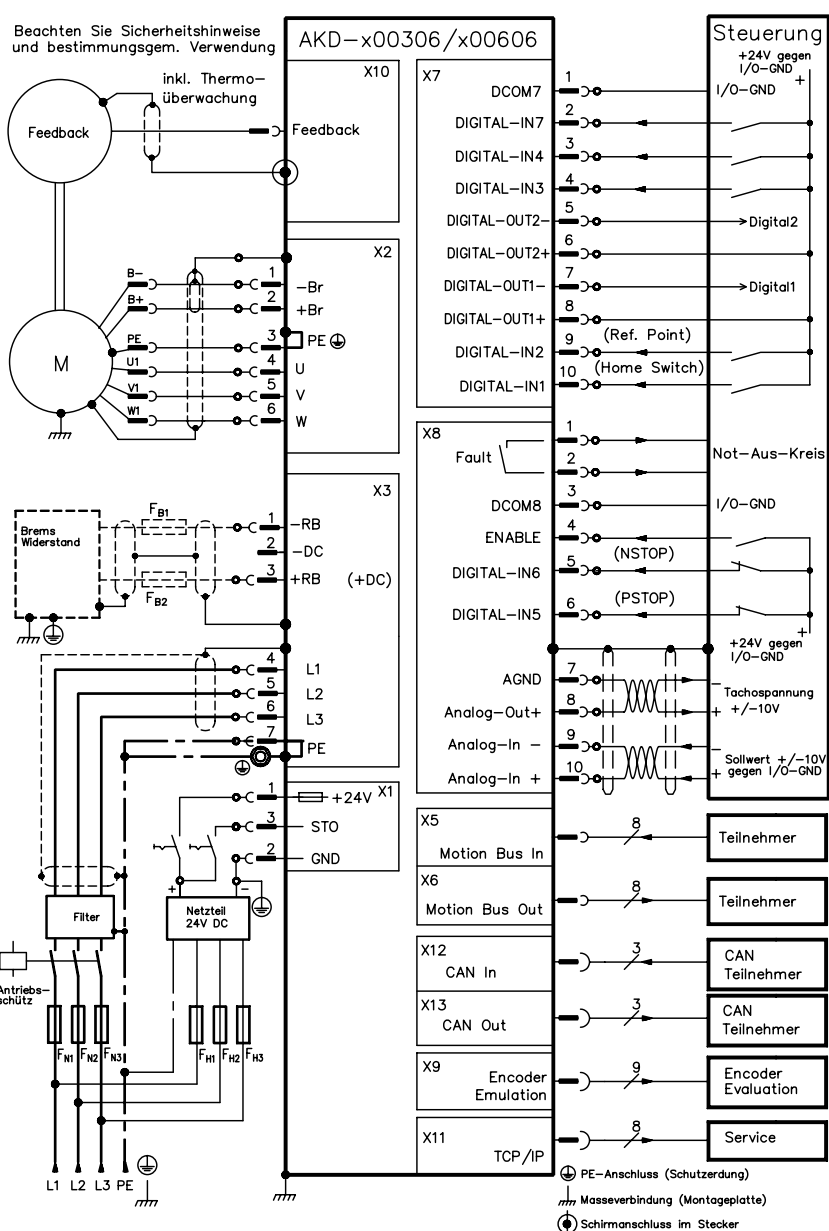 Beachten Sie Sicherheitshinweise
und bestimmungsgem. Verwendung
AKD-x00306/x00606
Steuerung
inkl. Thermo-
überwachung
Feedback
X10
Feedback
X2
B-
1
-Br
B+
2
+Br
PE
3
PE
U1
4
U
V1
5
V
W1
6
W
M
X3
Brems
Widerstand
FB1
1
-RB
2
-DC
3
+RB
(+DC)
FB2
4
L1
5
L2
6
L3
7
PE
X1
1
+24V
3
STO
2
GND
Filter
+
-
Netzteil
24V DC
Antriebs-
schütz
FN1
FN2
FN3
FH1
FH2
FH3
L1
L2
L3
PE
X7
+24V gegen
I/O-GND
+
DCOM7
1
I/O-GND
DIGITAL-IN7
2
DIGITAL-IN4
3
DIGITAL-IN3
4
DIGITAL-OUT2-
5
Digital2
DIGITAL-OUT2+
6
DIGITAL-OUT1-
7
Digital1
DIGITAL-OUT1+
8
DIGITAL-IN2
9
(Ref. Point)
DIGITAL-IN1
10
(Home Switch)
X8
Fault
1
2
Not-Aus-Kreis
DCOM8
3
I/O-GND
ENABLE
4
DIGITAL-IN6
5
(NSTOP)
DIGITAL-IN5
6
(PSTOP)
+
+24V gegen
I/O-GND
AGND
7
-
Analog-Out+
8
+
Tachospannung
+/-10V
Analog-In -
9
-
Analog-In +
10
+
Sollwert +/-10V
gegen I/O-GND
X5
Motion Bus In
8
Teilnehmer
X6
Motion Bus Out
8
Teilnehmer
X12
CAN In
3
CAN
Teilnehmer
X13
CAN Out
3
CAN
Teilnehmer
X9
Encoder
Emulation
9
Encoder
Evaluation
X11
TCP/IP
8
Service
PE-Anschluss (Schutzerdung)
Masseverbindung (Montageplatte)
Schirmanschluss im Stecker